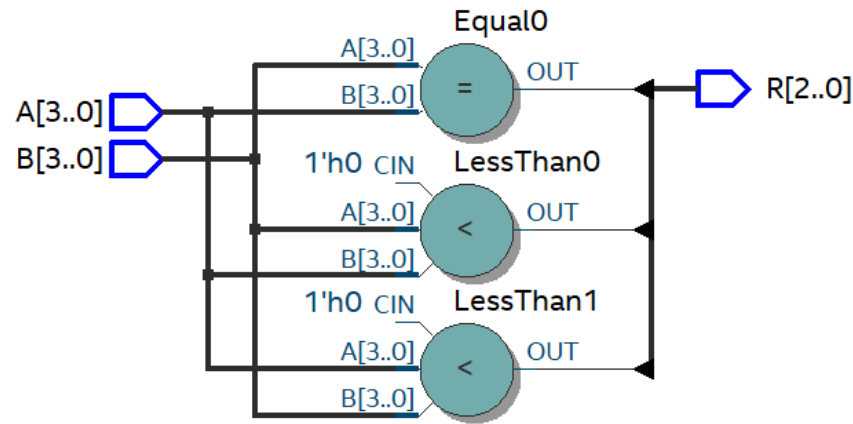 Equal0
A[3..0]
B[3..0]
=
OUT
A[3..0]
B[3..0]
R[2..0]
LessThan0
1'h0 CIN
A[3..0]
B[3..0]
<
OUT
LessThan1
1'h0 CIN
A[3..0]
B[3..0]
<
OUT